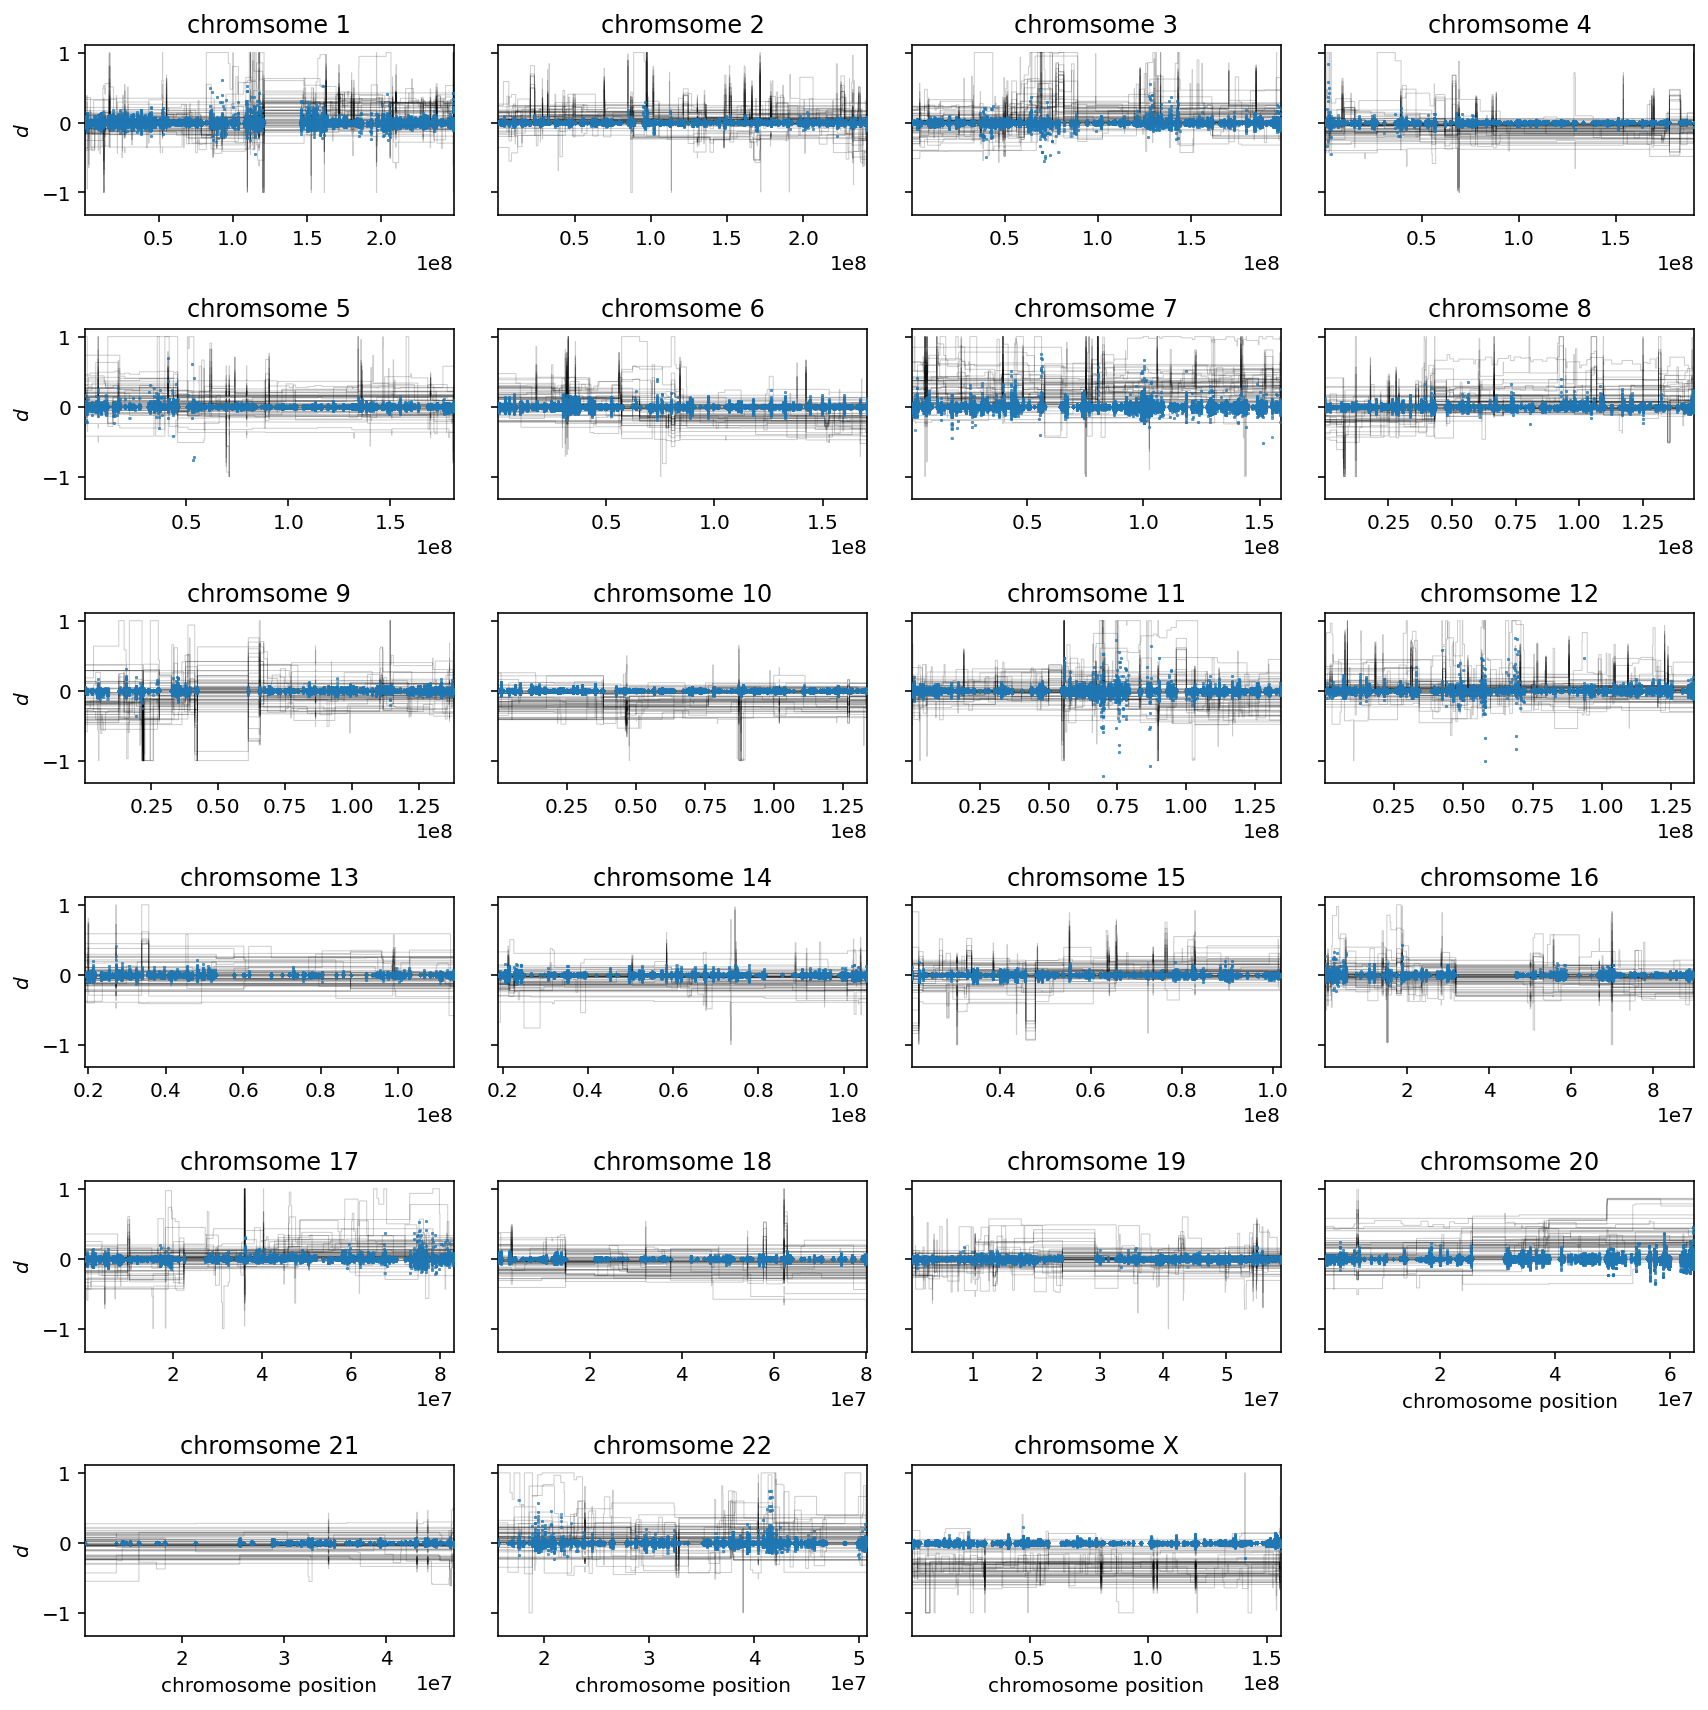 chromsome 1
chromsome 2
chromsome 3
chromsome 4
d
1
0
−1
0.5 1.0 1.5 2.0
1e8
0.5 1.0 1.5 2.0
1e8
0.5 1.0 1.5
1e8
0.5 1.0 1.5
1e8
chromsome 5
chromsome 6
chromsome 7
chromsome 8
d
1
0
−1
0.5 1.0 1.5
1e8
0.5 1.0 1.5
1e8
0.5 1.0 1.5
1e8
0.25 0.50 0.75 1.00 1.25
1e8
chromsome 9
chromsome 10
chromsome 11
chromsome 12
d
1
0
−1
0.25 0.50 0.75 1.00 1.25
1e8
0.25 0.50 0.75 1.00 1.25
1e8
0.25 0.50 0.75 1.00 1.25
1e8
0.25 0.50 0.75 1.00 1.25
1e8
chromsome 13
chromsome 14
chromsome 15
chromsome 16
d
1
0
−1
0.2 0.4 0.6 0.8 1.0
1e8
0.2 0.4 0.6 0.8 1.0
1e8
0.4 0.6 0.8 1.0
1e8
2 4 6 8
1e7
chromsome 17
chromsome 18
chromsome 19
chromsome 20
d
1
0
−1
2 4 6 8
1e7
2 4 6 8
1e7
1 2 3 4 5
1e7
2 4 6
1e7
chromosome position
chromsome 21
chromsome 22
chromsome X
d
1
0
−1
2 3 4
1e7
chromosome position
2 3 4 5
1e7
chromosome position
0.5 1.0 1.5
1e8
chromosome position